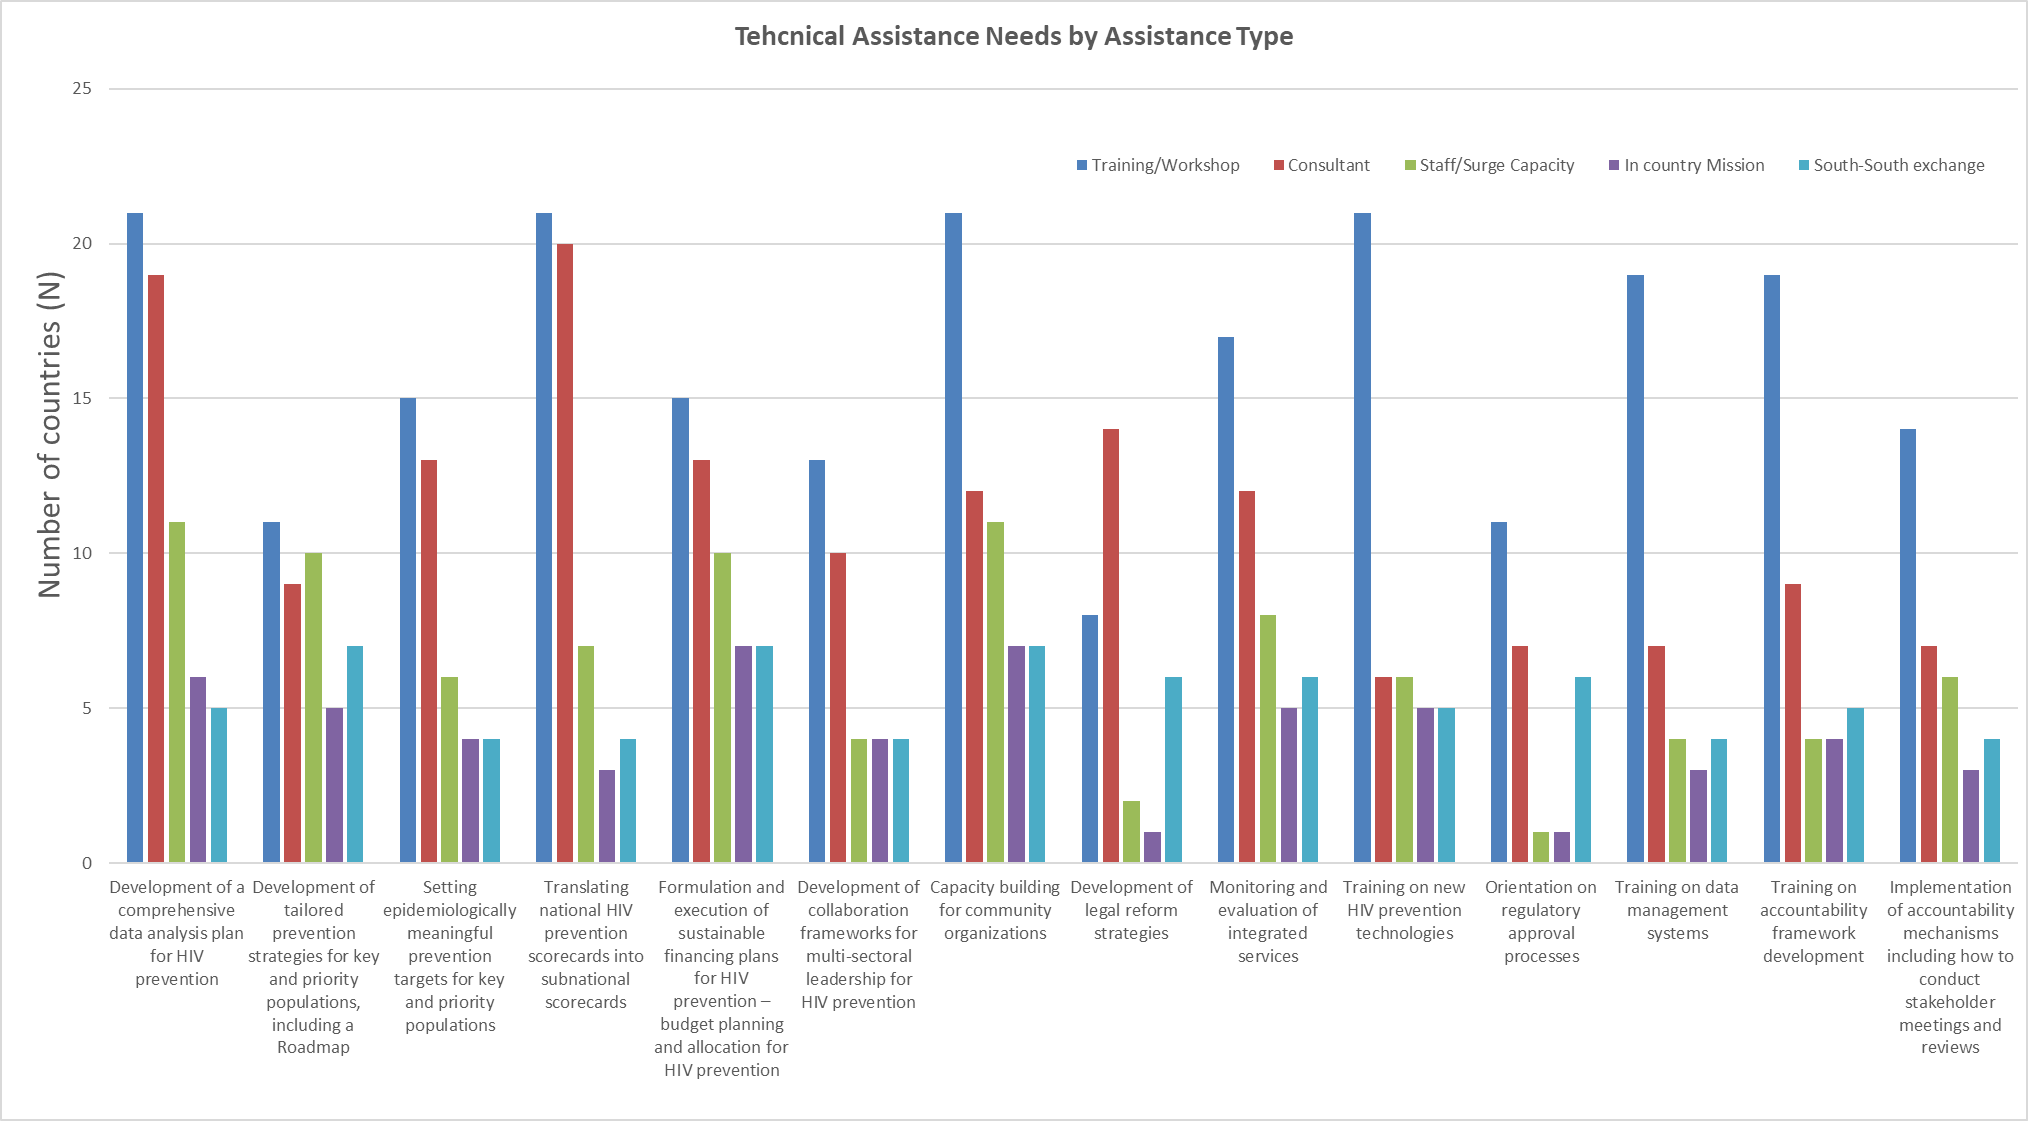 Tehcnical Assistance Needs by Assistance Type
25
Training/Workshop Consultant Staff/Surge Capacity In country Mission South-South exchange
20
Number of countries (N)
15
10
5
0
Development of a
comprehensive
data analysis plan
for HIV
prevention
Development of
tailored
prevention
strategies for key
and priority
populations,
including a
Roadmap
Setting
epidemiologically
meaningful
prevention
targets for key
and priority
populations
Translating
national HIV
prevention
scorecards into
subnational
scorecards
Formulation and
execution of
sustainable
financing plans
for HIV
prevention –
budget planning
and allocation for
HIV prevention
Development of
collaboration
frameworks for
multi-sectoral
leadership for
HIV prevention
Capacity building
for community
organizations
Development of
legal reform
strategies
Monitoring and
evaluation of
integrated
services
Training on new
HIV prevention
technologies
Orientation on
regulatory
approval
processes
Training on data
management
systems
Training on
accountability
framework
development
Implementation
of accountability
mechanisms
including how to
conduct
stakeholder
meetings and
reviews